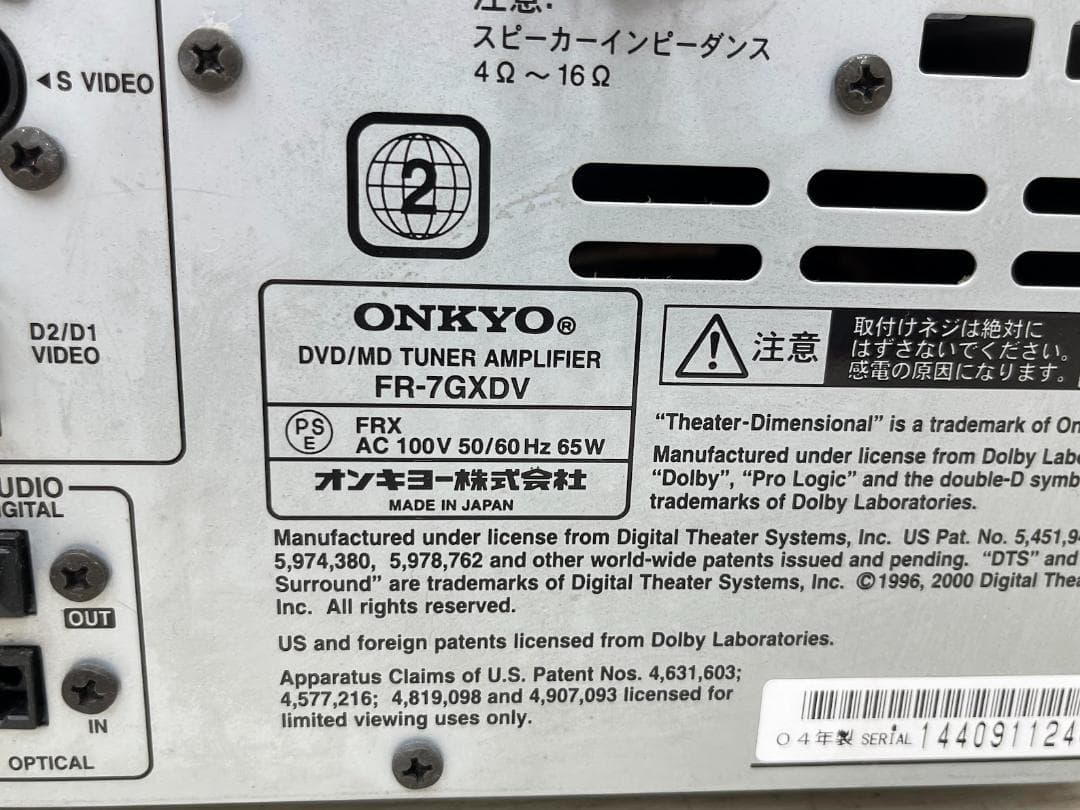 注意:
スピーカーインピーダンス
4Ω〜16Ω
◀S VIDEO
2
D2/D1
VIDEO
ONKYO®
DVD/MD TUNER AMPLIFIER
FR-7GXDV
PSE
FRX
AC 100V 50/60Hz 65W
オンキヨー株式会社
MADE IN JAPAN
注意
取付けネジは絶対に
はずさないでください。
感電の原因になります。
"Theater-Dimensional" is a trademark of On
Manufactured under license from Dolby Labo
"Dolby", "Pro Logic" and the double-D symb
trademarks of Dolby Laboratories.
Manufactured under license from Digital Theater Systems, Inc. US Pat. No. 5,451,9
5,974,380, 5,978,762 and other world-wide patents issued and pending. "DTS" and
Surround" are trademarks of Digital Theater Systems, Inc. ©1996, 2000 Digital Thea
Inc. All rights reserved.
US and foreign patents licensed from Dolby Laboratories.
Apparatus Claims of U.S. Patent Nos. 4,631,603;
4,577,216; 4,819,098 and 4,907,093 licensed for
limited viewing uses only.
UDIO
IGITAL
OUT
IN
OPTICAL
04年製 SERIAL 144091124